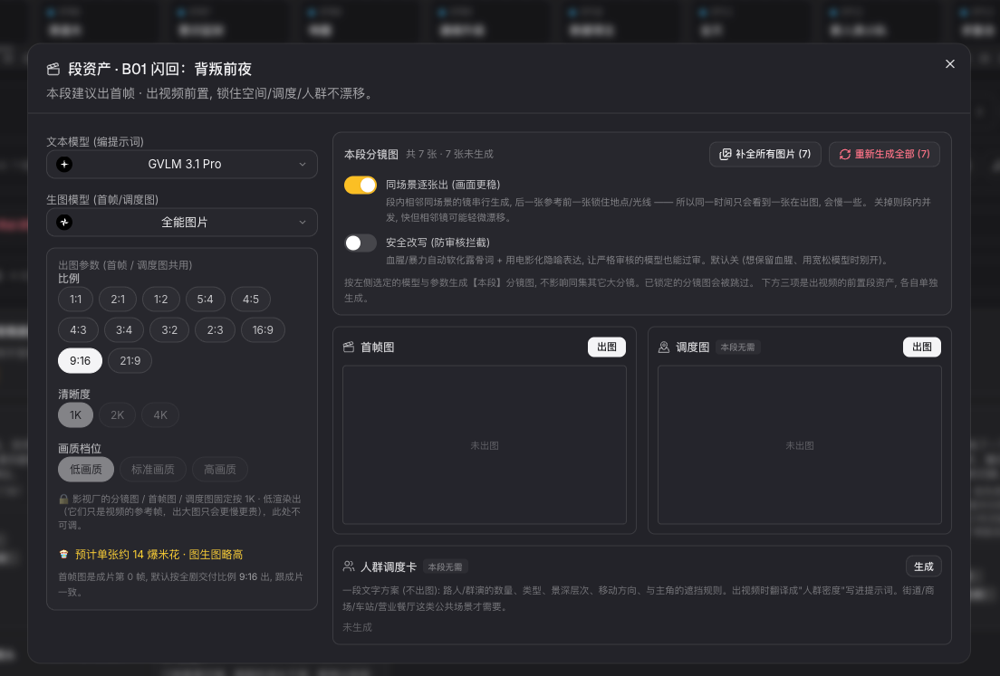 段资产 · B01 闪回：背叛前夜
本段建议出首帧 · 出视频前置, 锁住空间/调度/人群不漂移。
文本模型 (编提示词)
GVLM 3.1 Pro
生图模型 (首帧/调度图)
全能图片
出图参数 (首帧 / 调度图共用)
比例
1:1 2:1 1:2 5:4 4:5
4:3 3:4 3:2 2:3 16:9
9:16 21:9
清晰度
1K 2K 4K
画质档位
低画质 标准画质 高画质
🔒 影视厂的分镜图 / 首帧图 / 调度图固定按 1K · 低渲染出
（它们只是视频的参考帧，出大图只会更慢更贵），此处不
可调。
🍿 预计单张约 14 爆米花 · 图生图略高
首帧图是成片第 0 帧, 默认按全剧交付比例 9:16 出, 跟成片
一致。
本段分镜图 共 7 张 · 7 张未生成
补全所有图片 (7) 重新生成全部 (7)
同场景逐张出 (画面更稳)
段内相邻同场景的镜串行生成, 后一张参考前一张锁住地点/光线 —— 所以同一时间只会看到一张在出图, 会慢一些。 关掉则段内并
发, 快但相邻镜可能轻微漂移。
安全改写 (防审核拦截)
血腥/暴力自动软化露骨词 + 用电影化隐喻表达, 让严格审核的模型也能过审。默认关 (想保留血腥、用宽松模型时别开)。
按左侧选定的模型与参数生成【本段】分镜图, 不影响同集其它大分镜。已锁定的分镜图会被跳过。 下方三项是出视频的前置段资产, 各自单独
生成。
首帧图 出图
未出图
调度图 本段无需 出图
未出图
人群调度卡 本段无需 生成
一段文字方案 (不出图): 路人/群演的数量、类型、景深层次、移动方向、与主角的遮挡规则。出视频时翻译成"人群密度"写进提示词。街道/商
场/车站/营业餐厅这类公共场景才需要。
未生成